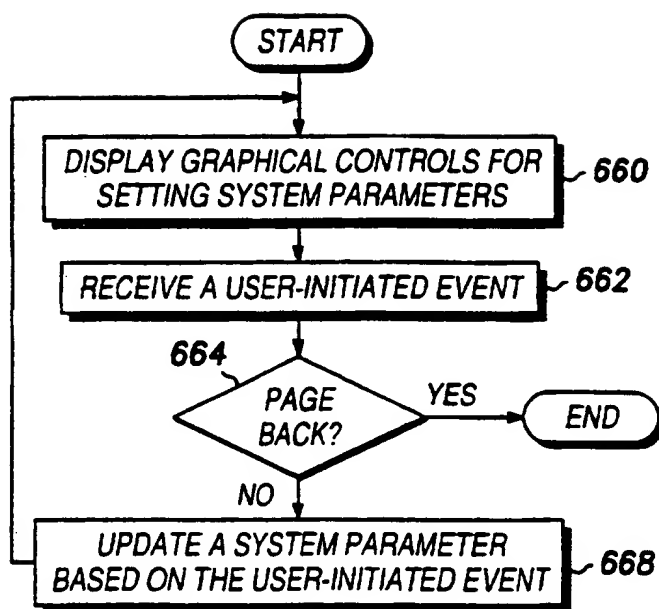 START
DISPLAY GRAPHICAL CONTROLS FOR
SETTING SYSTEM PARAMETERS
660
RECEIVE A USER-INITIATED EVENT
662
664
PAGE
BACK?
YES
END
NO
UPDATE A SYSTEM PARAMETER
BASED ON THE USER-INITIATED EVENT
668